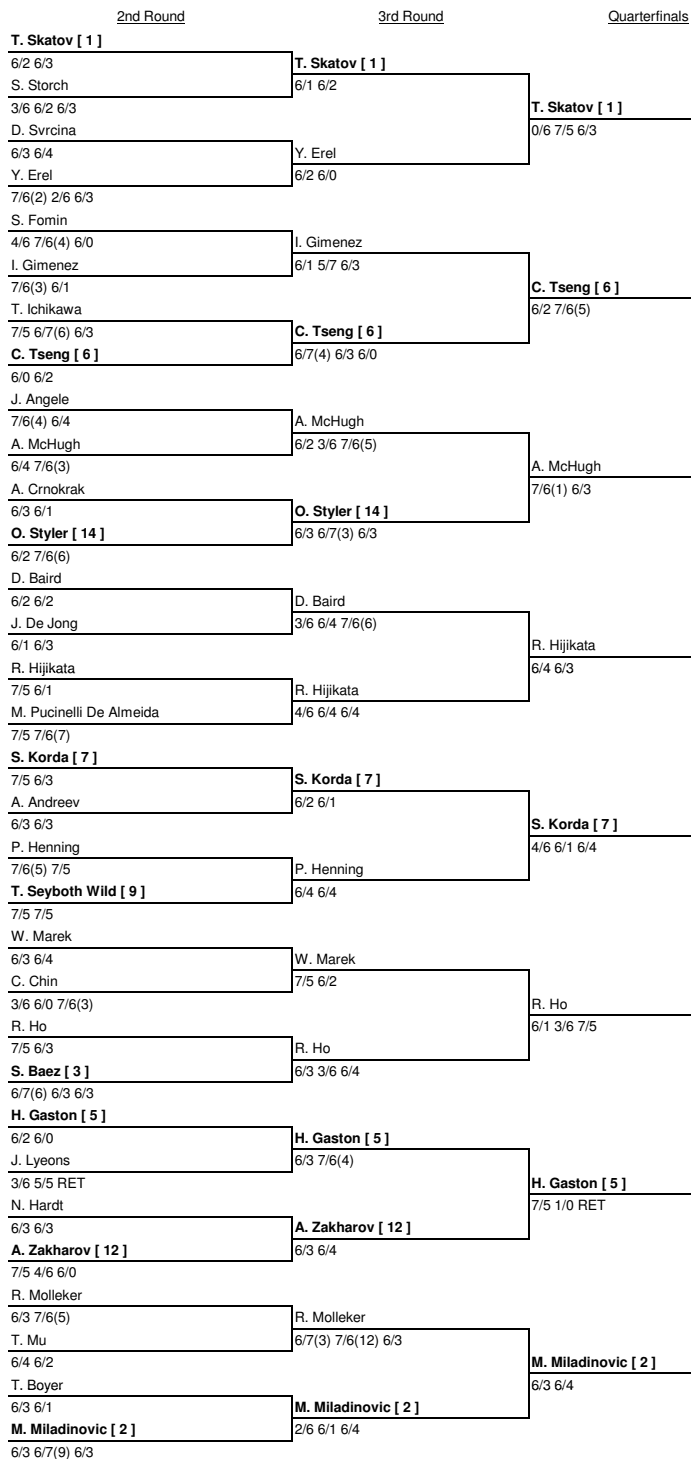 2nd Round
3rd Round
Quarterfinals
T. Skatov [ 1 ]
6/2 6/3
S. Storch
3/6 6/2 6/3
D. Svrcina
6/3 6/4
Y. Erel
7/6(2) 2/6 6/3
S. Fomin
4/6 7/6(4) 6/0
I. Gimenez
7/6(3) 6/1
T. Ichikawa
7/5 6/7(6) 6/3
C. Tseng [ 6 ]
6/0 6/2
J. Angele
7/6(4) 6/4
A. McHugh
6/4 7/6(3)
A. Crnokrak
6/3 6/1
O. Styler [ 14 ]
6/2 7/6(6)
D. Baird
6/2 6/2
J. De Jong
6/1 6/3
R. Hijikata
7/5 6/1
M. Pucinelli De Almeida
7/5 7/6(7)
S. Korda [ 7 ]
7/5 6/3
A. Andreev
6/3 6/3
P. Henning
7/6(5) 7/5
T. Seyboth Wild [ 9 ]
7/5 7/5
W. Marek
6/3 6/4
C. Chin
3/6 6/0 7/6(3)
R. Ho
7/5 6/3
S. Baez [ 3 ]
6/7(6) 6/3 6/3
H. Gaston [ 5 ]
6/2 6/0
J. Lyeons
3/6 5/5 RET
N. Hardt
6/3 6/3
A. Zakharov [ 12 ]
7/5 4/6 6/0
R. Molleker
6/3 7/6(5)
T. Mu
6/4 6/2
T. Boyer
6/3 6/1
M. Miladinovic [ 2 ]
6/3 6/7(9) 6/3
T. Skatov [ 1 ]
6/1 6/2
Y. Erel
6/2 6/0
I. Gimenez
6/1 5/7 6/3
C. Tseng [ 6 ]
6/7(4) 6/3 6/0
A. McHugh
6/2 3/6 7/6(5)
O. Styler [ 14 ]
6/3 6/7(3) 6/3
D. Baird
3/6 6/4 7/6(6)
R. Hijikata
4/6 6/4 6/4
S. Korda [ 7 ]
6/2 6/1
P. Henning
6/4 6/4
W. Marek
7/5 6/2
R. Ho
6/3 3/6 6/4
H. Gaston [ 5 ]
6/3 7/6(4)
A. Zakharov [ 12 ]
6/3 6/4
R. Molleker
6/7(3) 7/6(12) 6/3
M. Miladinovic [ 2 ]
2/6 6/1 6/4
T. Skatov [ 1 ]
0/6 7/5 6/3
C. Tseng [ 6 ]
6/2 7/6(5)
A. McHugh
7/6(1) 6/3
R. Hijikata
6/4 6/3
S. Korda [ 7 ]
4/6 6/1 6/4
R. Ho
6/1 3/6 7/5
H. Gaston [ 5 ]
7/5 1/0 RET
M. Miladinovic [ 2 ]
6/3 6/4